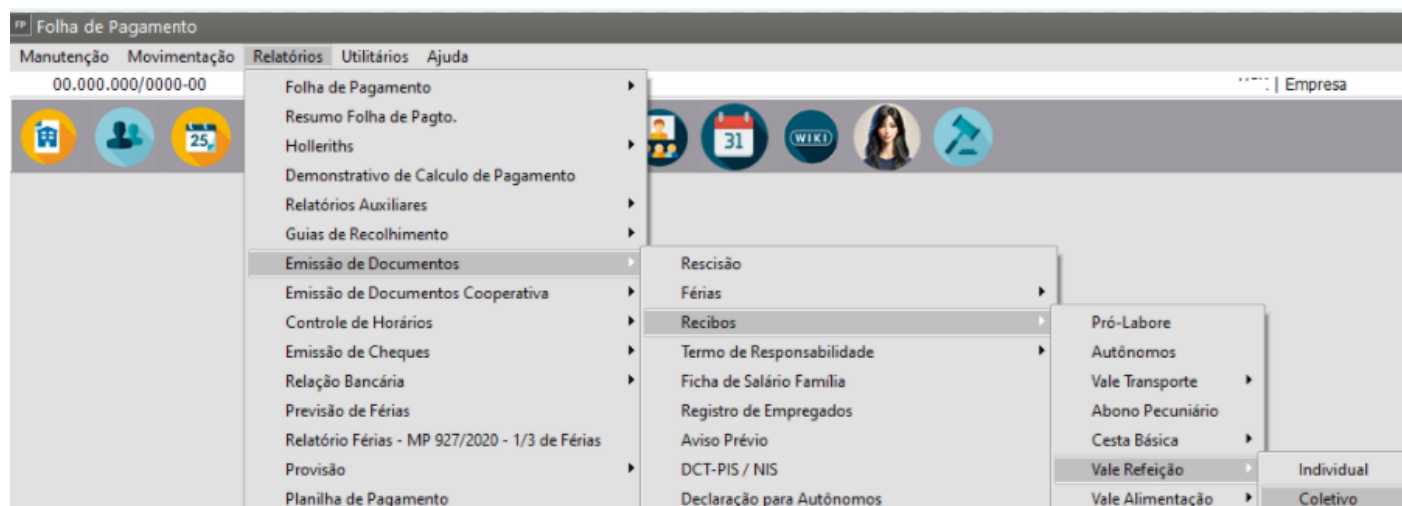 FP Folha de Pagamento
Manutenção Movimentação Relatórios Utilitários Ajuda
00.000.000/0000-00 | Empresa
25
31
WIKI
Folha de Pagamento
Resumo Folha de Pagto.
Holleriths
Demonstrativo de Calculo de Pagamento
Relatórios Auxiliares
Guias de Recolhimento
Emissão de Documentos
Emissão de Documentos Cooperativa
Controle de Horários
Emissão de Cheques
Relação Bancária
Previsão de Férias
Relatório Férias - MP 927/2020 - 1/3 de Férias
Provisão
Planilha de Pagamento
Rescisão
Férias
Recibos
Termo de Responsabilidade
Ficha de Salário Família
Registro de Empregados
Aviso Prévio
DCT-PIS / NIS
Declaração para Autônomos
Pró-Labore
Autônomos
Vale Transporte
Abono Pecuniário
Cesta Básica
Vale Refeição
Vale Alimentação
Individual
Coletivo